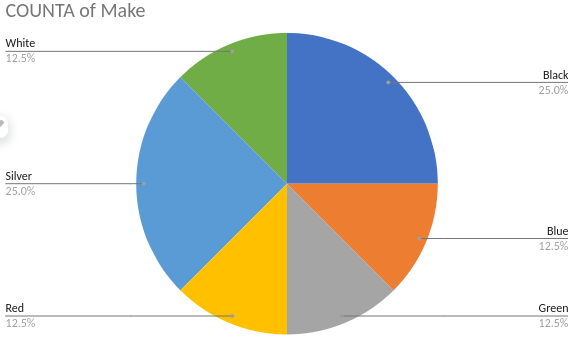 COUNTA of Make
White
12.5%
Black
25.0%
Silver
25.0%
Blue
12.5%
Red
12.5%
Green
12.5%